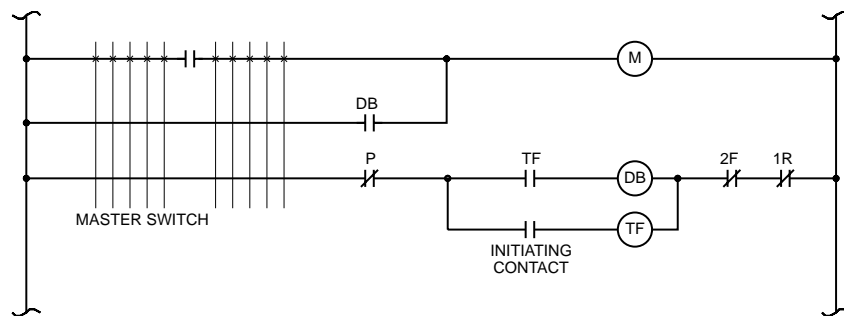 M
DB
P
TF
DB
2F
1R
MASTER SWITCH
TF
INITIATING
CONTACT